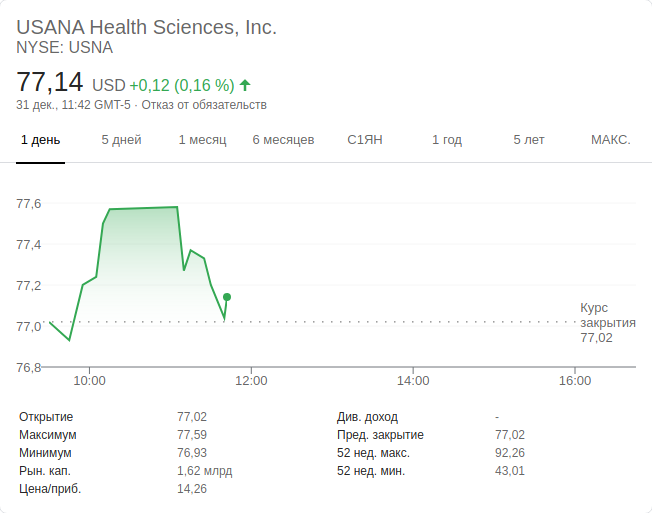 USANA Health Sciences, Inc.
NYSE: USNA
77,14 USD +0,12 (0,16 %)
31 дек., 11:42 GMT-5 · Отказ от обязательств
1 день 5 дней 1 месяц 6 месяцев С1ЯН 1 год 5 лет МАКС.
77,6
77,4
77,2
77,0
76,8
Курс
закрытия
77,02
10:00 12:00 14:00 16:00
Открытие 77,02
Максимум 77,59
Минимум 76,93
Рын. кап. 1,62 млрд
Цена/приб. 14,26
Див. доход -
Пред. закрытие 77,02
52 нед. макс. 92,26
52 нед. мин. 43,01